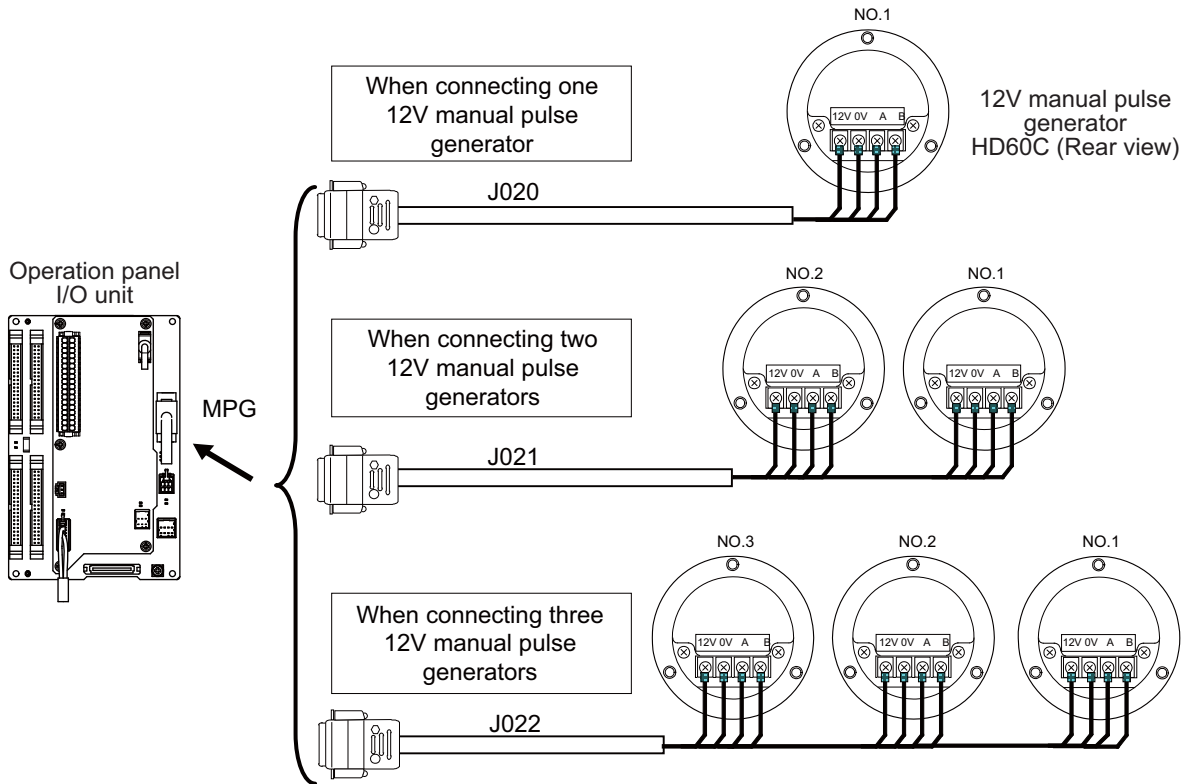 NO.1
When connecting one
12V manual pulse
generator
12V 0V A B
12V manual pulse
generator
HD60C (Rear view)
J020
Operation panel
I/O unit
MPG
NO.2
NO.1
When connecting two
12V manual pulse
generators
12V 0V A B
12V 0V A B
J021
NO.3
NO.2
NO.1
When connecting three
12V manual pulse
generators
12V 0V A B
12V 0V A B
12V 0V A B
J022